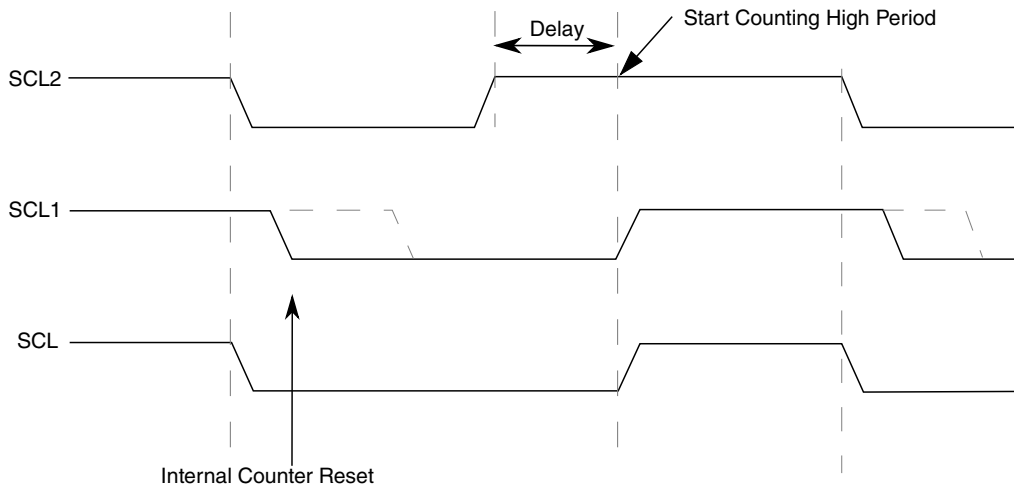 Delay
Start Counting High Period
SCL2
SCL1
SCL
Internal Counter Reset